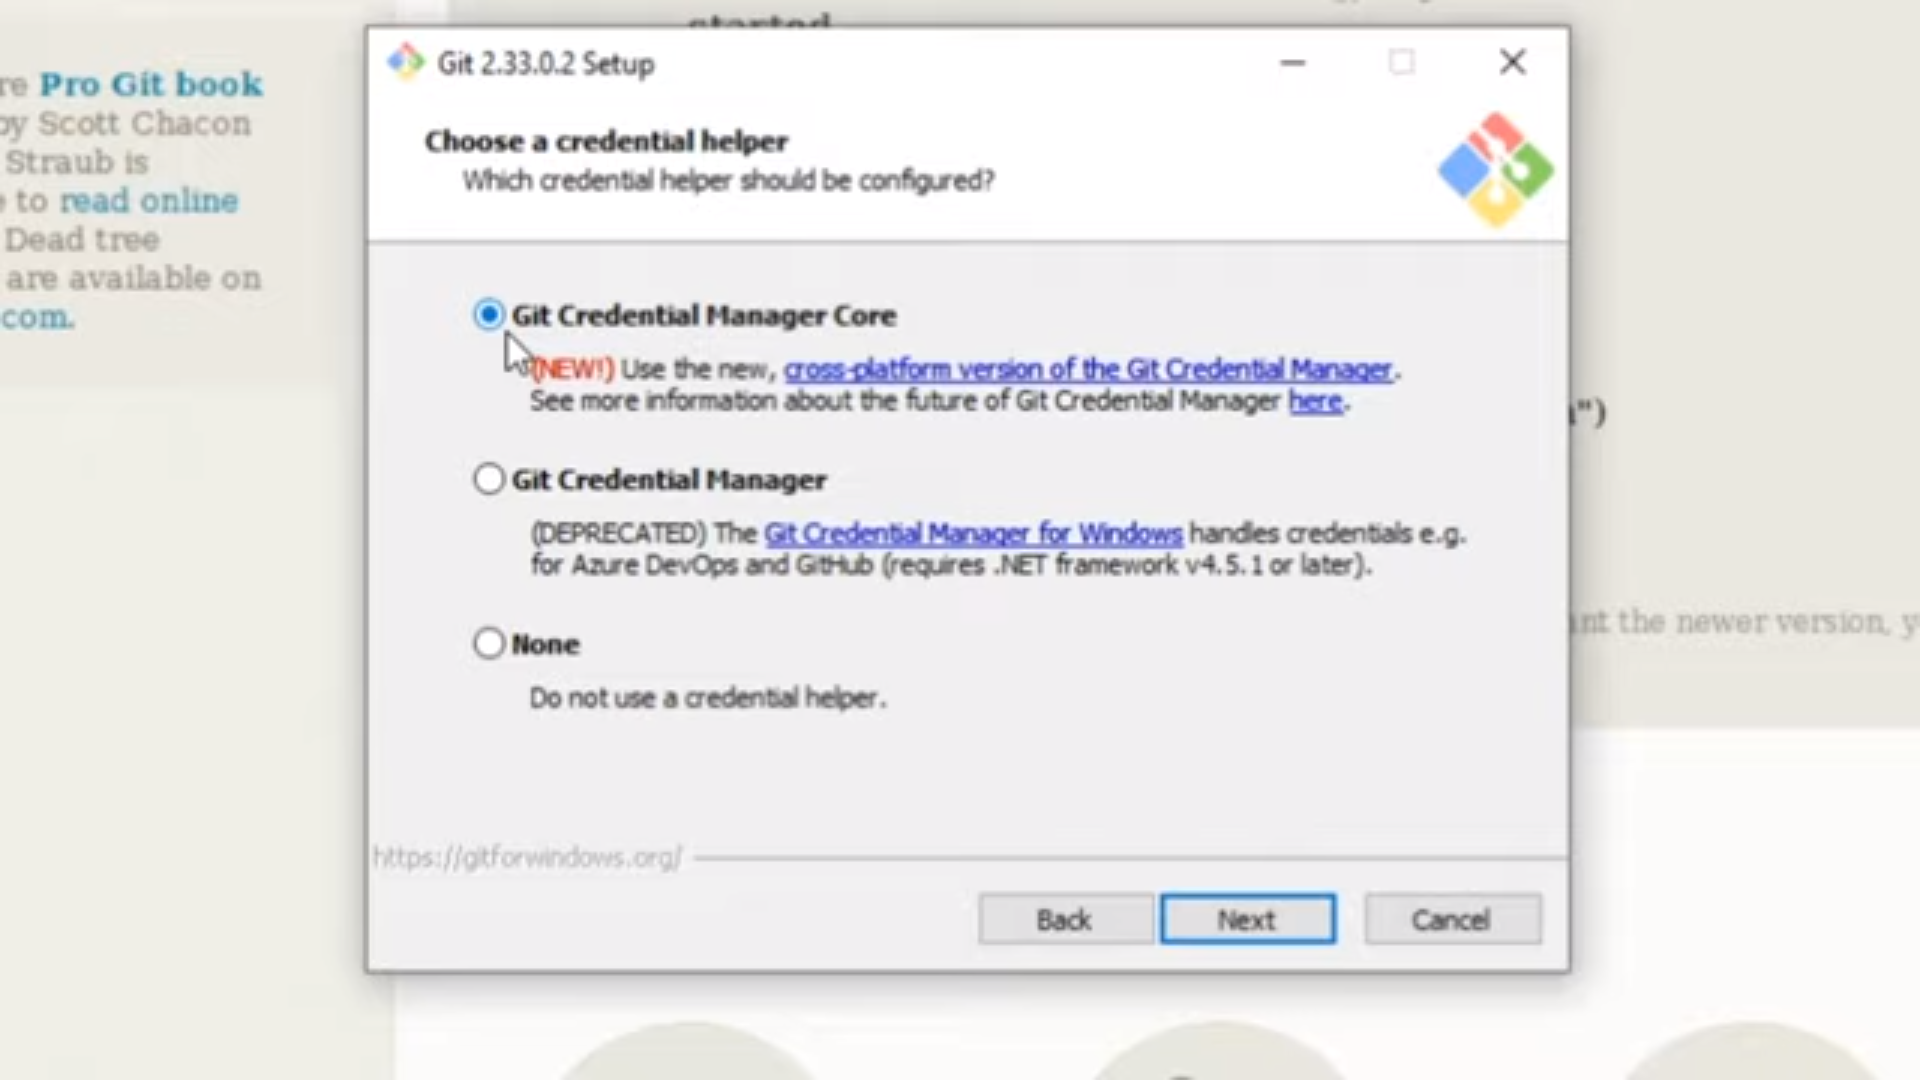 started
re Pro Git book
by Scott Chacon
Straub is
e to read online
Dead tree
are available on
.com.
Git 2.33.0.2 Setup
Choose a credential helper
Which credential helper should be configured?
Git Credential Manager Core
(NEW!) Use the new, cross-platform version of the Git Credential Manager.
See more information about the future of Git Credential Manager here.
Git Credential Manager
(DEPRECATED) The Git Credential Manager for Windows handles credentials e.g.
for Azure DevOps and GitHub (requires .NET framework v4.5.1 or later).
None
Do not use a credential helper.
https://gitforwindows.org/
Back
Next
Cancel
")
the newer version,